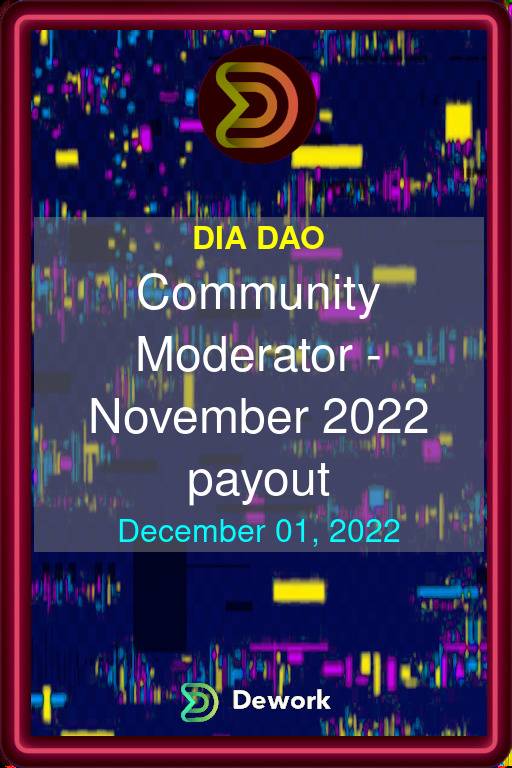 DIA DAO
Community
Moderator -
November 2022
payout
December 01, 2022
Dework